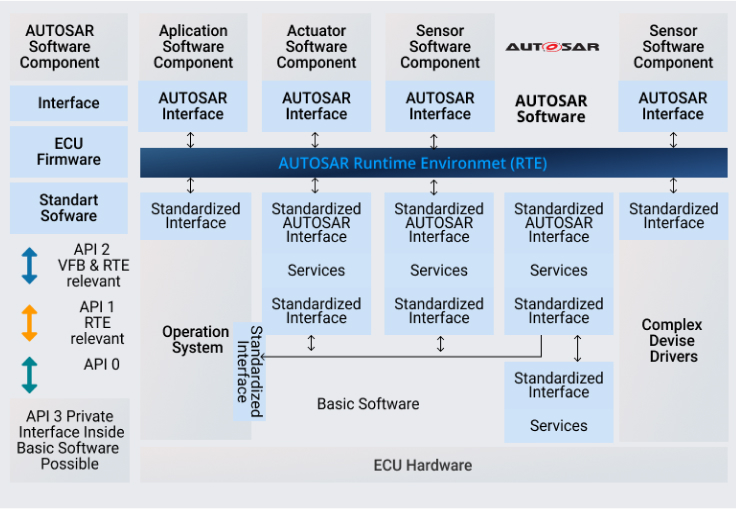 AUTOSAR
Software
Component
Interface
ECU
Firmware
Standart
Sofware
API 2
VFB & RTE
relevant
API 1
RTE
relevant
API 0
API 3 Private
Interface Inside
Basic Software
Possible
Aplication
Software
Component
AUTOSAR
Interface
Actuator
Software
Component
AUTOSAR
Interface
Sensor
Software
Component
AUTOSAR
Interface
AUTOSAR
AUTOSAR
Software
Sensor
Software
Component
AUTOSAR
Interface
AUTOSAR Runtime Environmet (RTE)
Standardized
Interface
Operation
System
Standardized
Interface
Standardized
AUTOSAR
Interface
Services
Standardized
Interface
Standardized
AUTOSAR
Interface
Services
Standardized
Interface
Standardized
AUTOSAR
Interface
Services
Standardized
Interface
Standardized
Interface
Services
Basic Software
Standardized
Interface
Complex
Devise
Drivers
ECU Hardware